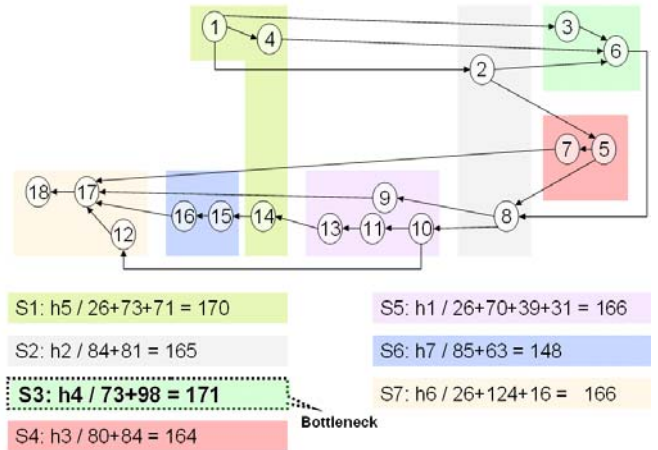 1
3
4
6
2
7
5
18
17
9
16
15
14
8
12
13
11
10
S1: h5 / 26+73+71 = 170
S2: h2 / 84+81 = 165
S3: h4 / 73+98 = 171
Bottleneck
S4: h3 / 80+84 = 164
S5: h1 / 26+70+39+31 = 166
S6: h7 / 85+63 = 148
S7: h6 / 26+124+16 = 166